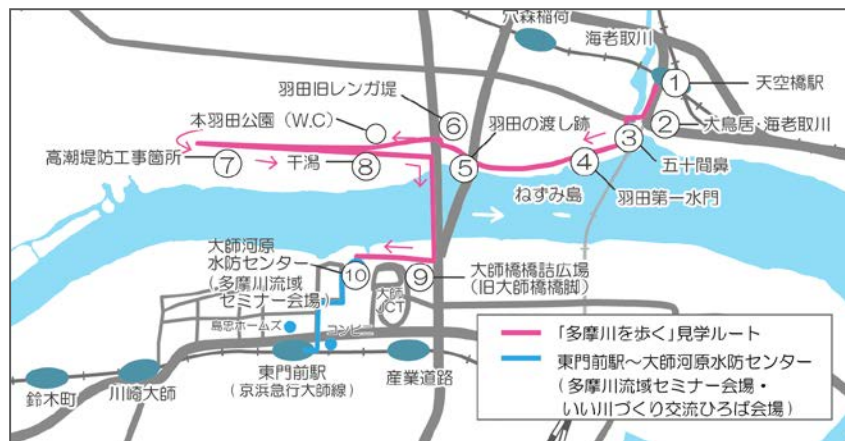 穴森稲荷
海老取川
①
天空橋駅
羽田旧レンガ堤
⑥
羽田の渡し跡
②
大鳥居・海老取川
本羽田公園(W.C)
③
五十間鼻
高潮堤防工事箇所
⑦
干潟
⑧
⑤
④
ねずみ島
羽田第一水門
大師河原
水防センター
(多摩川流域
セミナー会場)
⑩
⑨
大師橋橋詰広場
(旧大師橋橋脚)
大師
JCT
島忠ホームズ
コンビニ
鈴木町
川崎大師
東門前駅
(京浜急行大師線)
産業道路
「多摩川を歩く」見学ルート
東門前駅〜大師河原水防センター
(多摩川流域セミナー会場・
いい川づくり交流ひろば会場)